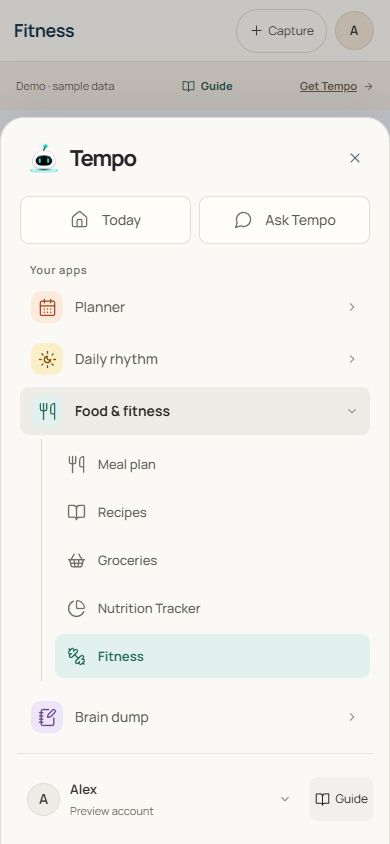 Fitness
Capture
A
Demo · sample data
Guide
Get Tempo →
Tempo
Today
Ask Tempo
Your apps
Planner
Daily rhythm
Food & fitness
Meal plan
Recipes
Groceries
Nutrition Tracker
Fitness
Brain dump
A
Alex
Preview account
Guide